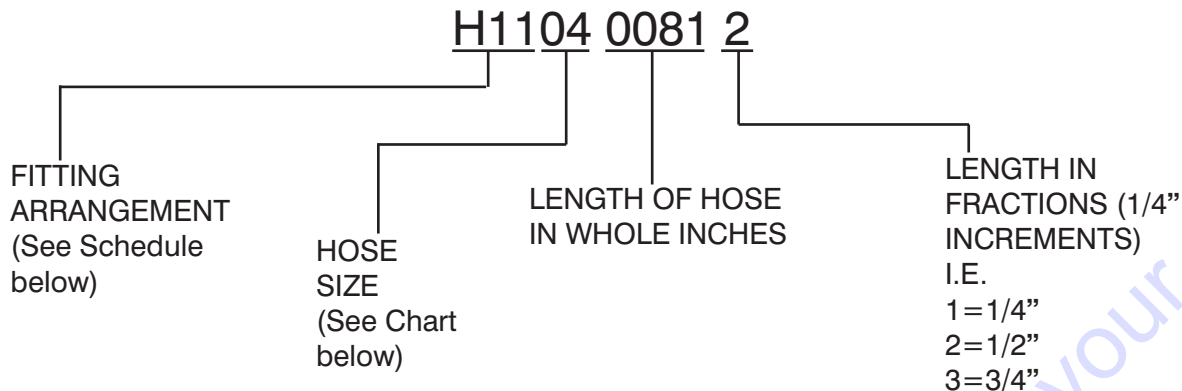 H1104 0081 2
FITTING
ARRANGEMENT
(See Schedule
below)
HOSE
SIZE
(See Chart
below)
LENGTH OF HOSE
IN WHOLE INCHES
LENGTH IN
FRACTIONS (1/4”
INCREMENTS)
I.E.
1=1/4”
2=1/2”
3=3/4”
your